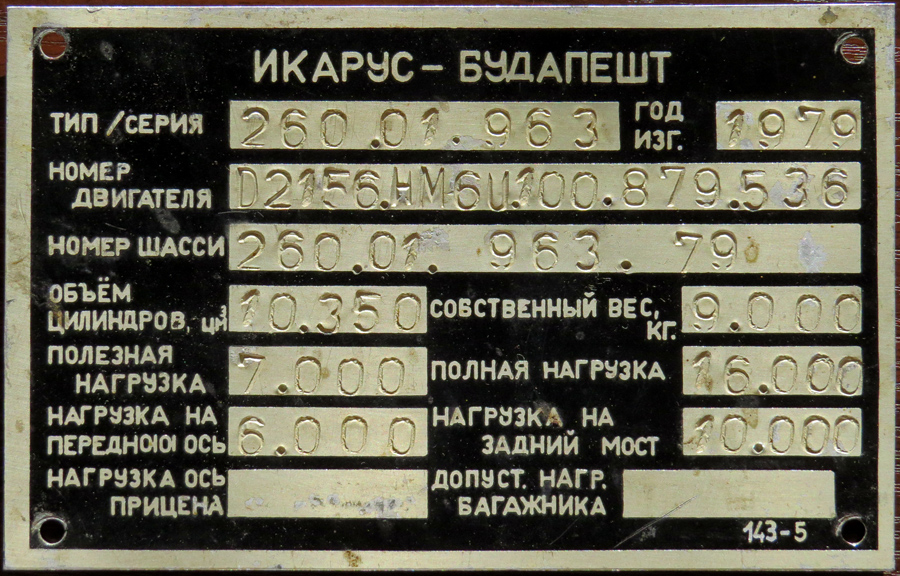 ИКАРУС – БУДАПЕШТ
ТИП / СЕРИЯ 260.01.963 ГОД ИЗГ. 1979
НОМЕР ДВИГАТЕЛЯ D2156.HM6U.100.879.536
НОМЕР ШАССИ 260.01. 963. 79
ОБЪЁМ ЦИЛИНДРОВ, цм³ 10.350 СОБСТВЕННЫЙ ВЕС, КГ. 9.000
ПОЛЕЗНАЯ НАГРУЗКА 7.000 ПОЛНАЯ НАГРУЗКА 16.000
НАГРУЗКА НА ПЕРЕДНЮЮ ОСЬ 6.000 НАГРУЗКА НА ЗАДНИЙ МОСТ 10.000
НАГРУЗКА ОСЬ ПРИЦЕНА ДОПУСТ. НАГР. БАГАЖНИКА
143-5